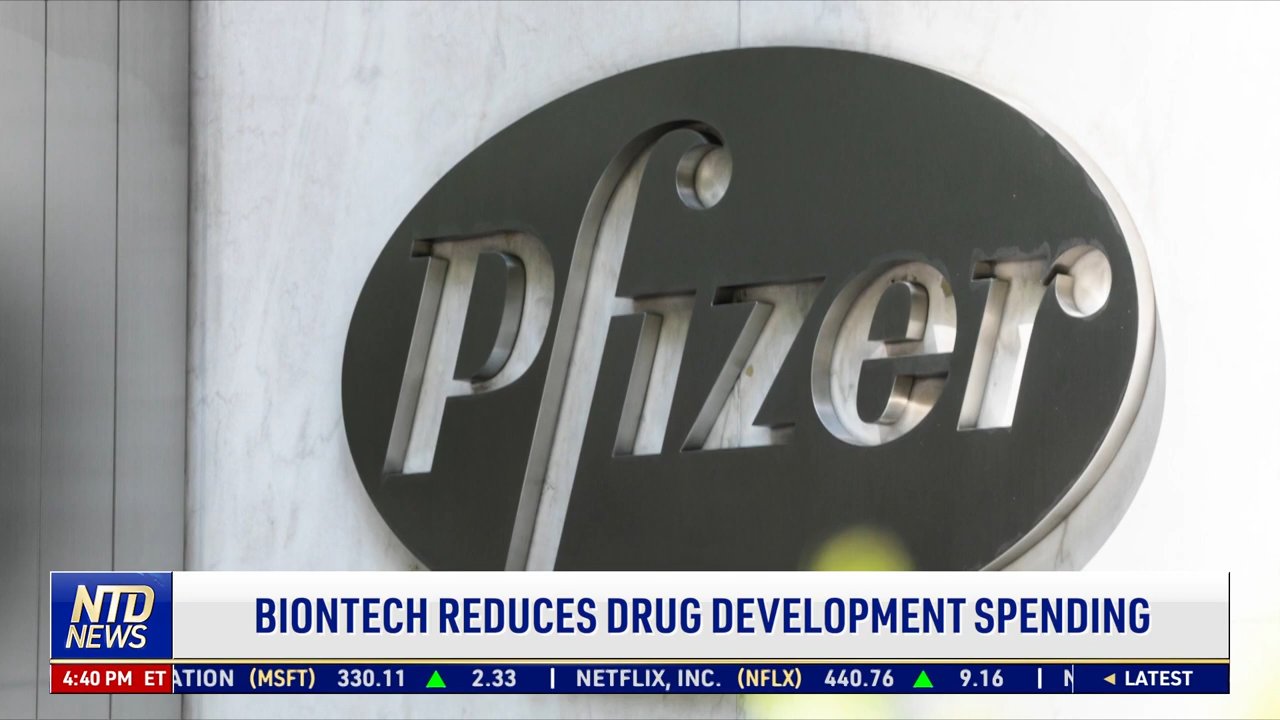 Pfizer
NTD
NEWS
BIONTECH REDUCES DRUG DEVELOPMENT SPENDING
4:40 PM ET
ATION (MSFT) 330.11 ▲ 2.33 | NETFLIX, INC. (NFLX) 440.76 ▲ 9.16 |
◄ LATEST